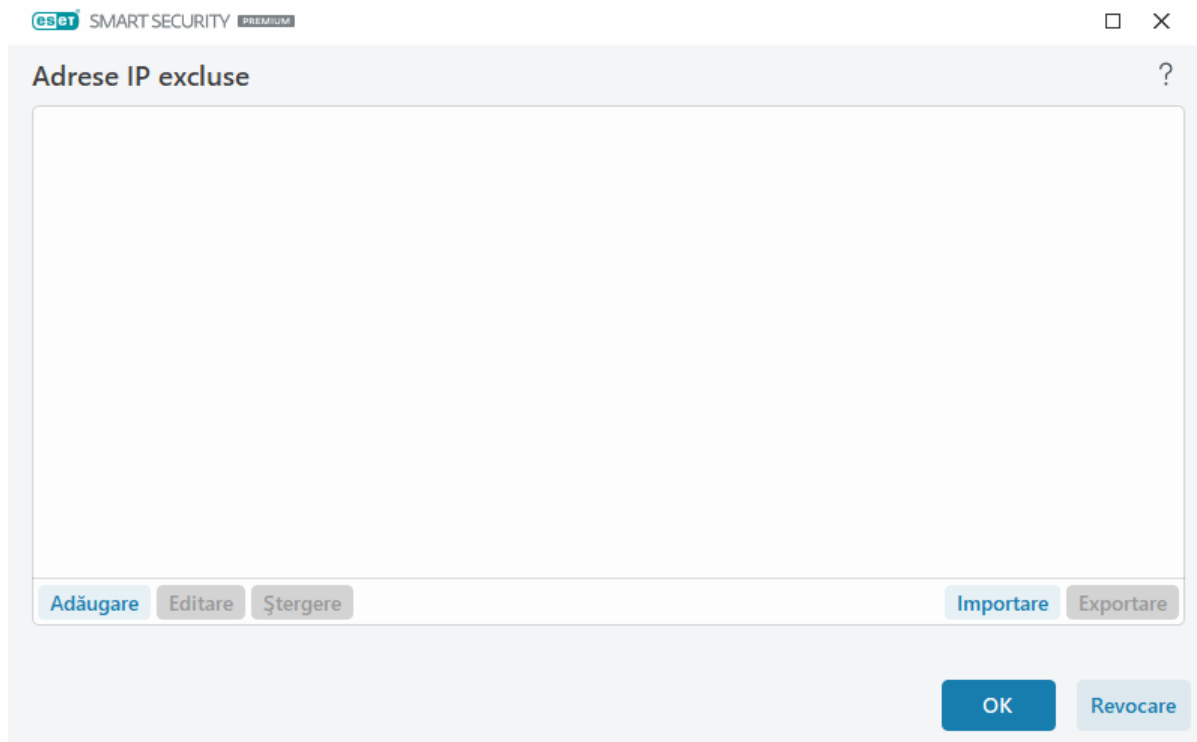 eset SMART SECURITY PREMIUM
Adrese IP excluse ?
Adăugare Editare Ştergere Importare Exportare
OK Revocare